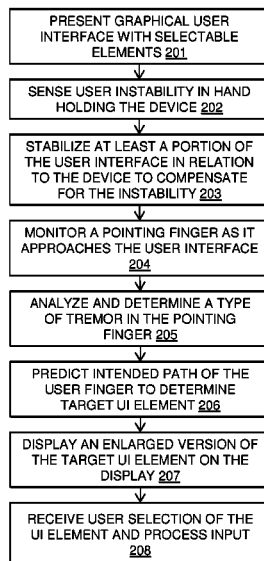 PRESENT GRAPHICAL USER
INTERFACE WITH SELECTABLE
ELEMENTS 201
SENSE USER INSTABILITY IN HAND
HOLDING THE DEVICE 202
STABILIZE AT LEAST A PORTION OF
THE USER INTERFACE IN RELATION
TO THE DEVICE TO COMPENSATE
FOR THE INSTABILITY 203
MONITOR A POINTING FINGER AS IT
APPROACHES THE USER INTERFACE
204
ANALYZE AND DETERMINE A TYPE
OF TREMOR IN THE POINTING
FINGER 205
PREDICT INTENDED PATH OF
THE USER FINGER TO DETERMINE
TARGET UI ELEMENT 206
DISPLAY AN ENLARGED VERSION OF
THE TARGET UI ELEMENT ON THE
DISPLAY 207
RECEIVE USER SELECTION OF THE
UI ELEMENT AND PROCESS INPUT
208